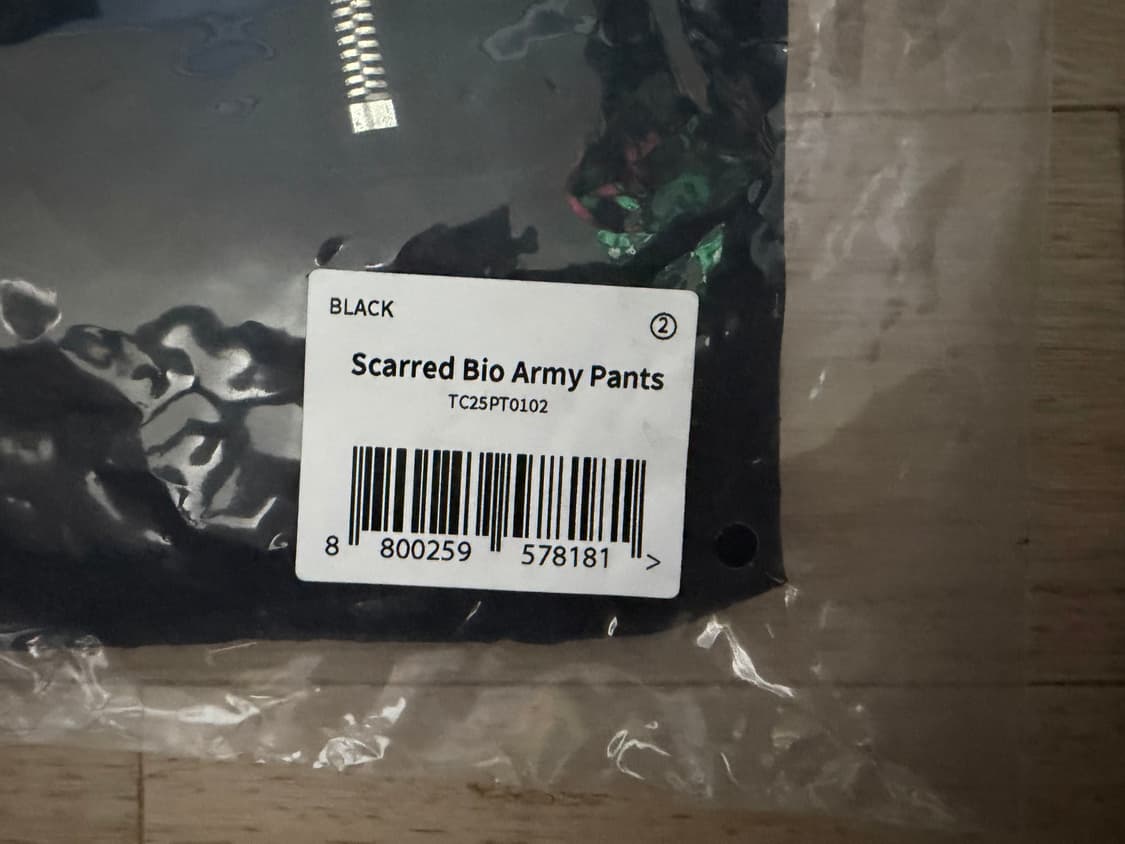 BLACK
②
Scarred Bio Army Pants
TC25PT0102
8 800259 578181 >